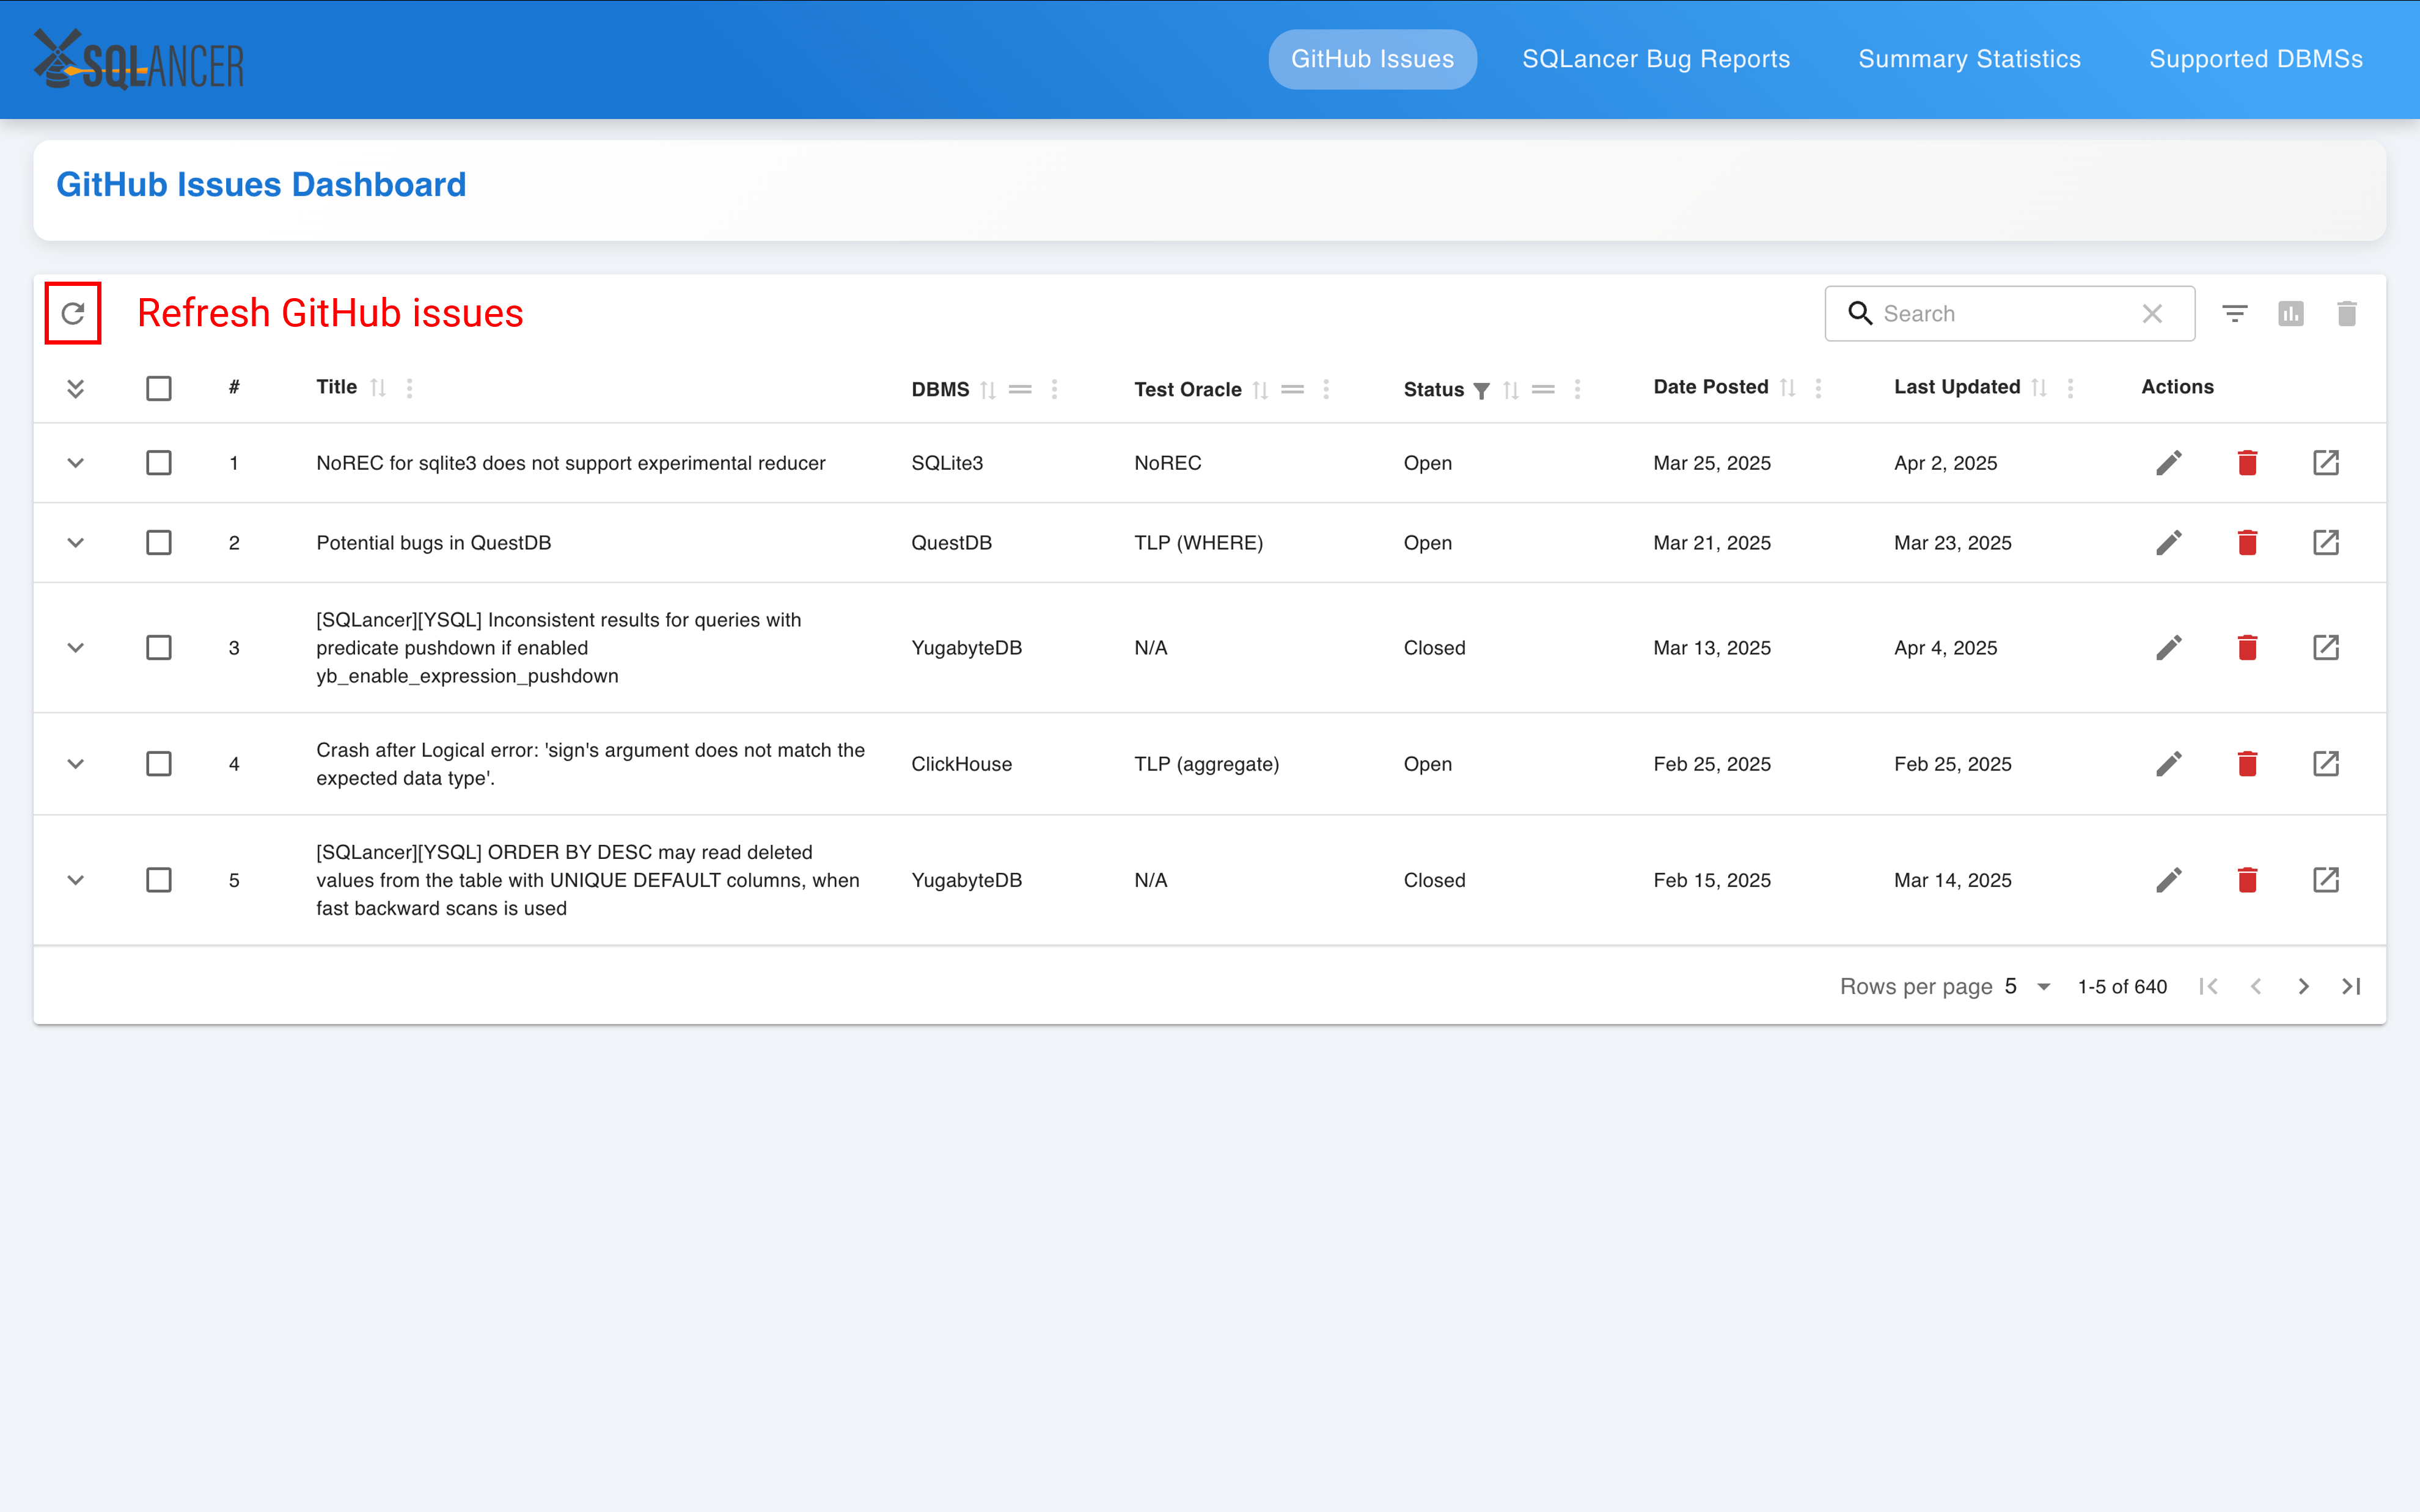 SQLANCER
GitHub Issues
SQLancer Bug Reports
Summary Statistics
Supported DBMSs
GitHub Issues Dashboard
Refresh GitHub issues
Search
# Title DBMS Test Oracle Status Date Posted Last Updated Actions
1 NoREC for sqlite3 does not support experimental reducer SQLite3 NoREC Open Mar 25, 2025 Apr 2, 2025
2 Potential bugs in QuestDB QuestDB TLP (WHERE) Open Mar 21, 2025 Mar 23, 2025
[SQLancer][YSQL] Inconsistent results for queries with
3 predicate pushdown if enabled YugabyteDB N/A Closed Mar 13, 2025 Apr 4, 2025
yb_enable_expression_pushdown
Crash after Logical error: 'sign's argument does not match the
4 ClickHouse TLP (aggregate) Open Feb 25, 2025 Feb 25, 2025
expected data type'.
[SQLancer][YSQL] ORDER BY DESC may read deleted
5 values from the table with UNIQUE DEFAULT columns, when YugabyteDB N/A Closed Feb 15, 2025 Mar 14, 2025
fast backward scans is used
Rows per page 5 1-5 of 640